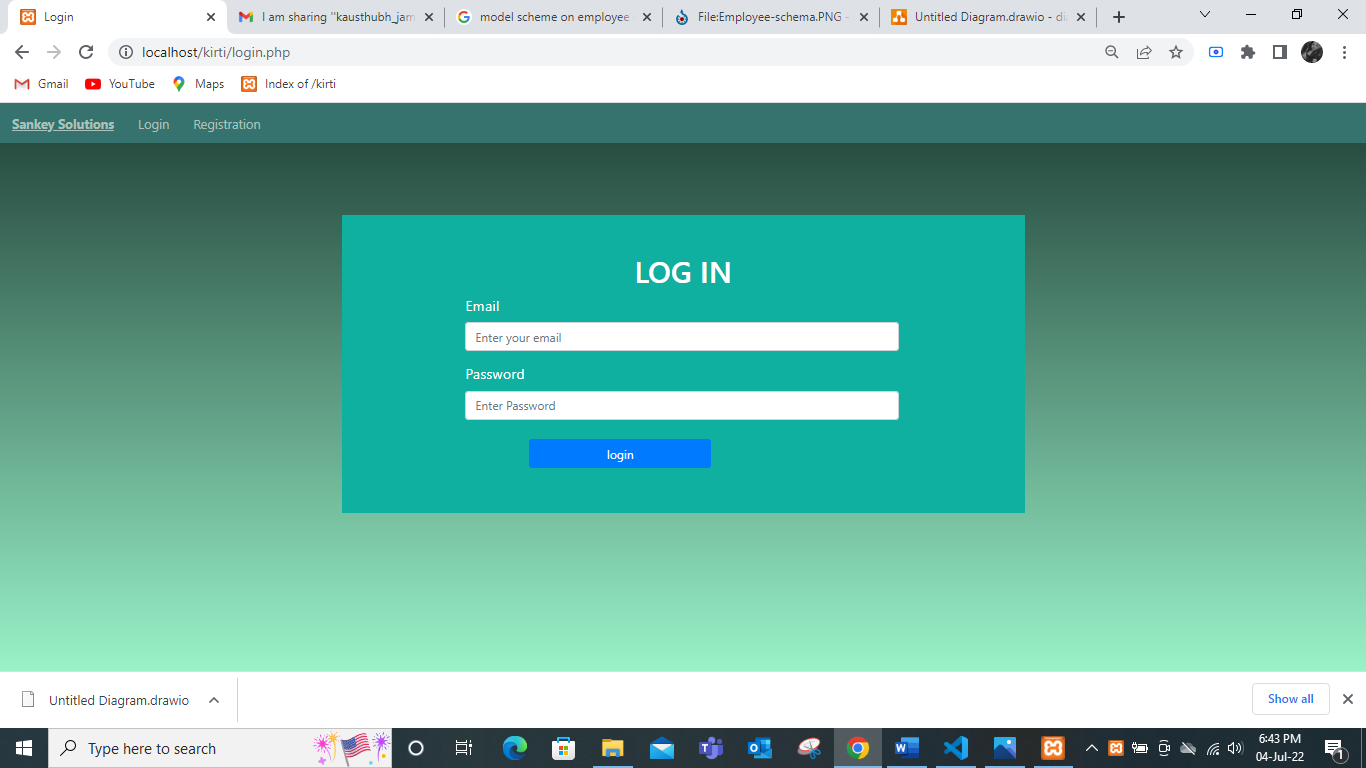 Login
I am sharing "kausthubh_jam
model scheme on employee
File:Employee-schema.PNG -
Untitled Diagram.drawio - di
localhost/kirti/login.php
Gmail
YouTube
Maps
Index of /kirti
Sankey Solutions
Login
Registration
LOG IN
Email
Enter your email
Password
Enter Password
login
Untitled Diagram.drawio
Show all
Type here to search
6:43 PM
04-Jul-22
1